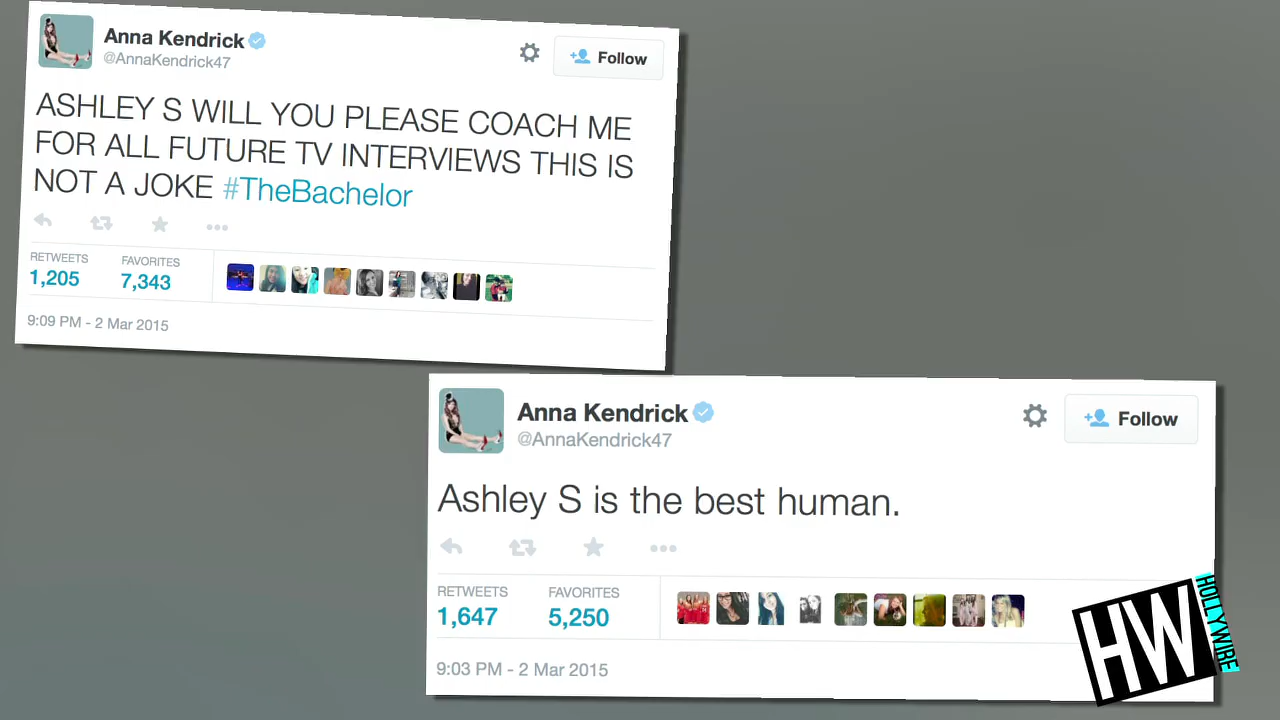 Anna Kendrick
@AnnaKendrick47
Follow
ASHLEY S WILL YOU PLEASE COACH ME
FOR ALL FUTURE TV INTERVIEWS THIS IS
NOT A JOKE #TheBachelor
RETWEETS FAVORITES
1,205 7,343
9:09 PM - 2 Mar 2015
Anna Kendrick
@AnnaKendrick47
Follow
Ashley S is the best human.
RETWEETS FAVORITES
1,647 5,250
9:03 PM - 2 Mar 2015
HW
HOLLYWIRE